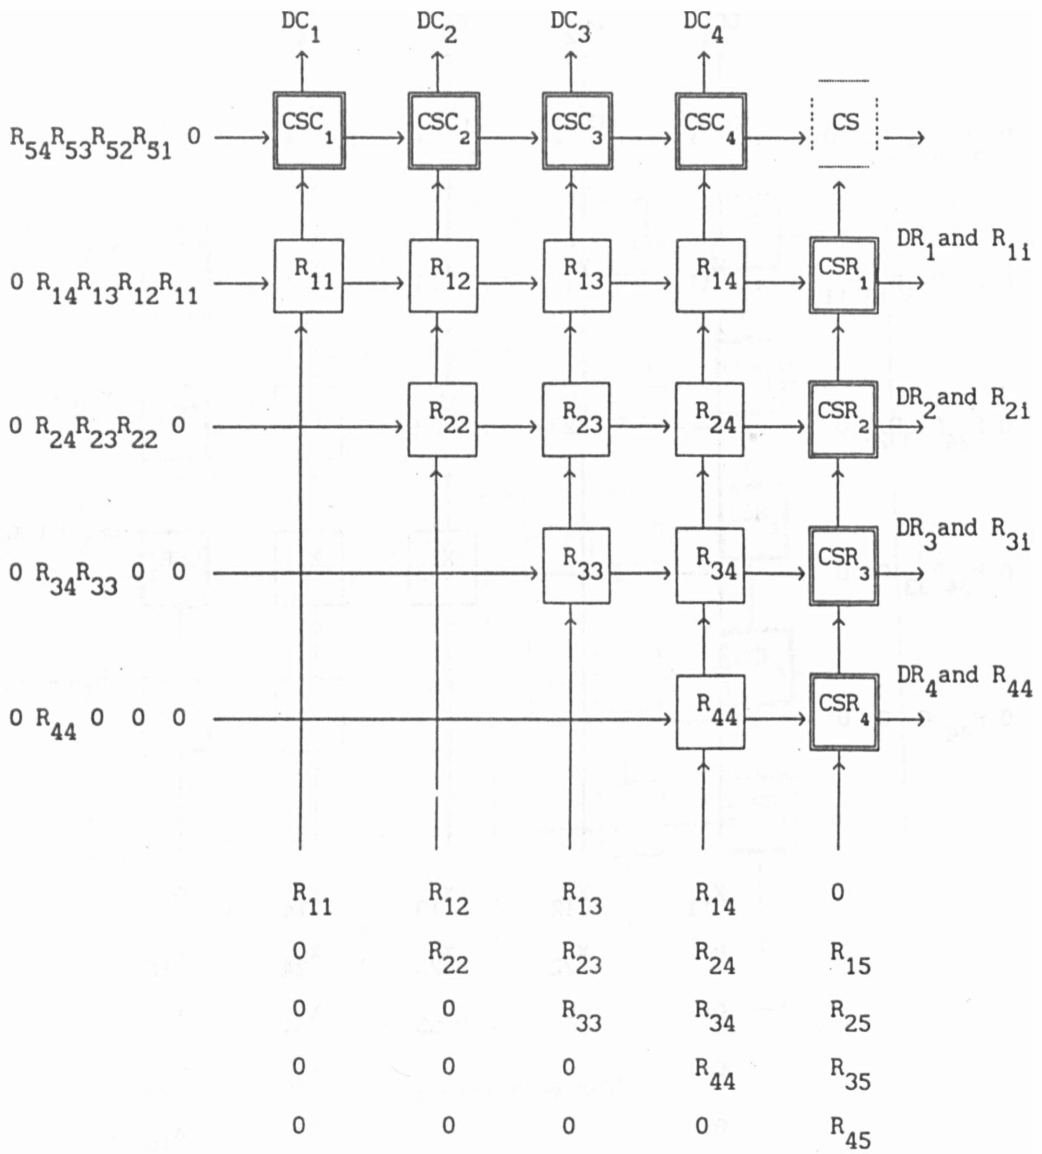 DC1 DC2 DC3 DC4
R54R53R52R51 0 CSC1 CSC2 CSC3 CSC4 CS
DR1 and R1i
0 R14R13R12R11 R11 R12 R13 R14 CSR1
DR2 and R2i
0 R24R23R22 0 R22 R23 R24 CSR2
DR3 and R3i
0 R34R33 0 0 R33 R34 CSR3
DR4 and R44
0 R44 0 0 0 R44 CSR4
R11 R12 R13 R14 0
0 R22 R23 R24 R15
0 0 R33 R34 R25
0 0 0 R44 R35
0 0 0 0 R45